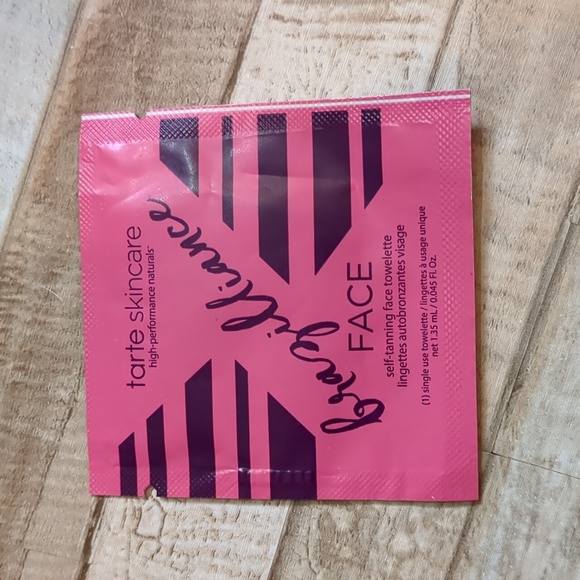 tarte skincare
high-performance naturals™
brazilliance
FACE
self-tanning face towelette
lingettes autobronzantes visage
(1) single use towelette / lingettes à usage unique
net 1.35 mL / 0.045 Fl. Oz.